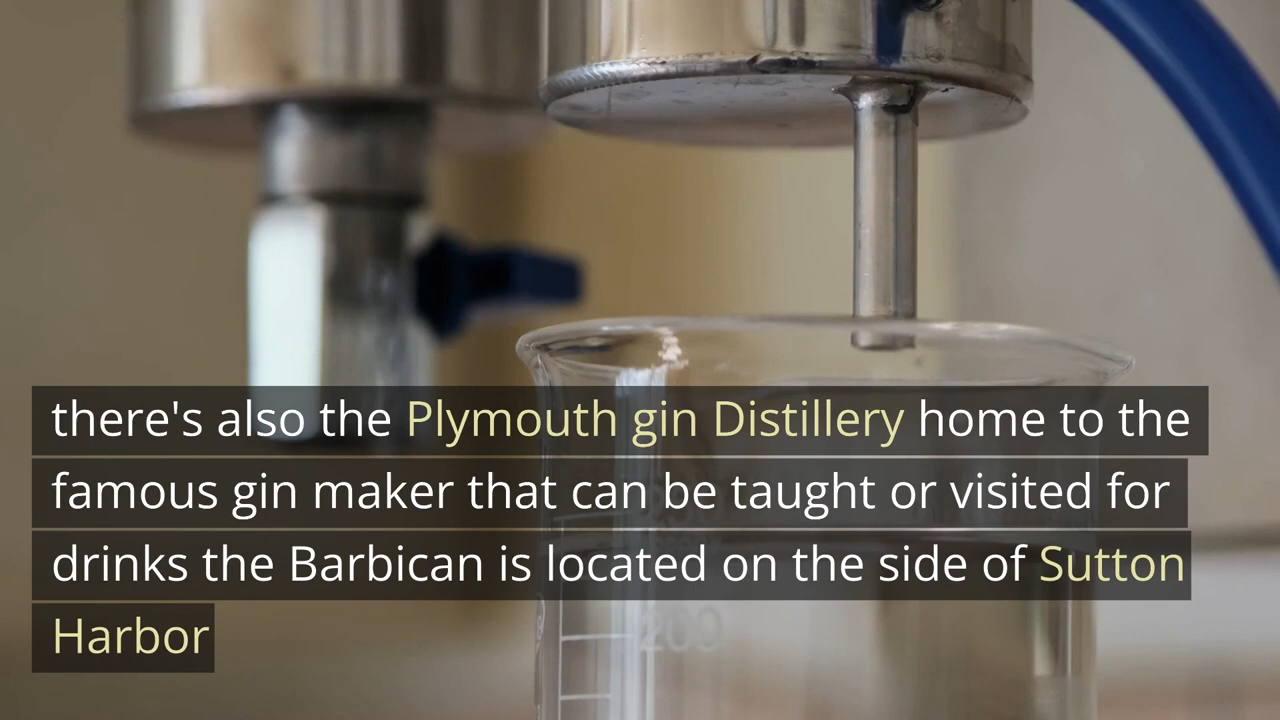 there's also the Plymouth gin Distillery home to the
famous gin maker that can be taught or visited for
drinks the Barbican is located on the side of Sutton
Harbor
200